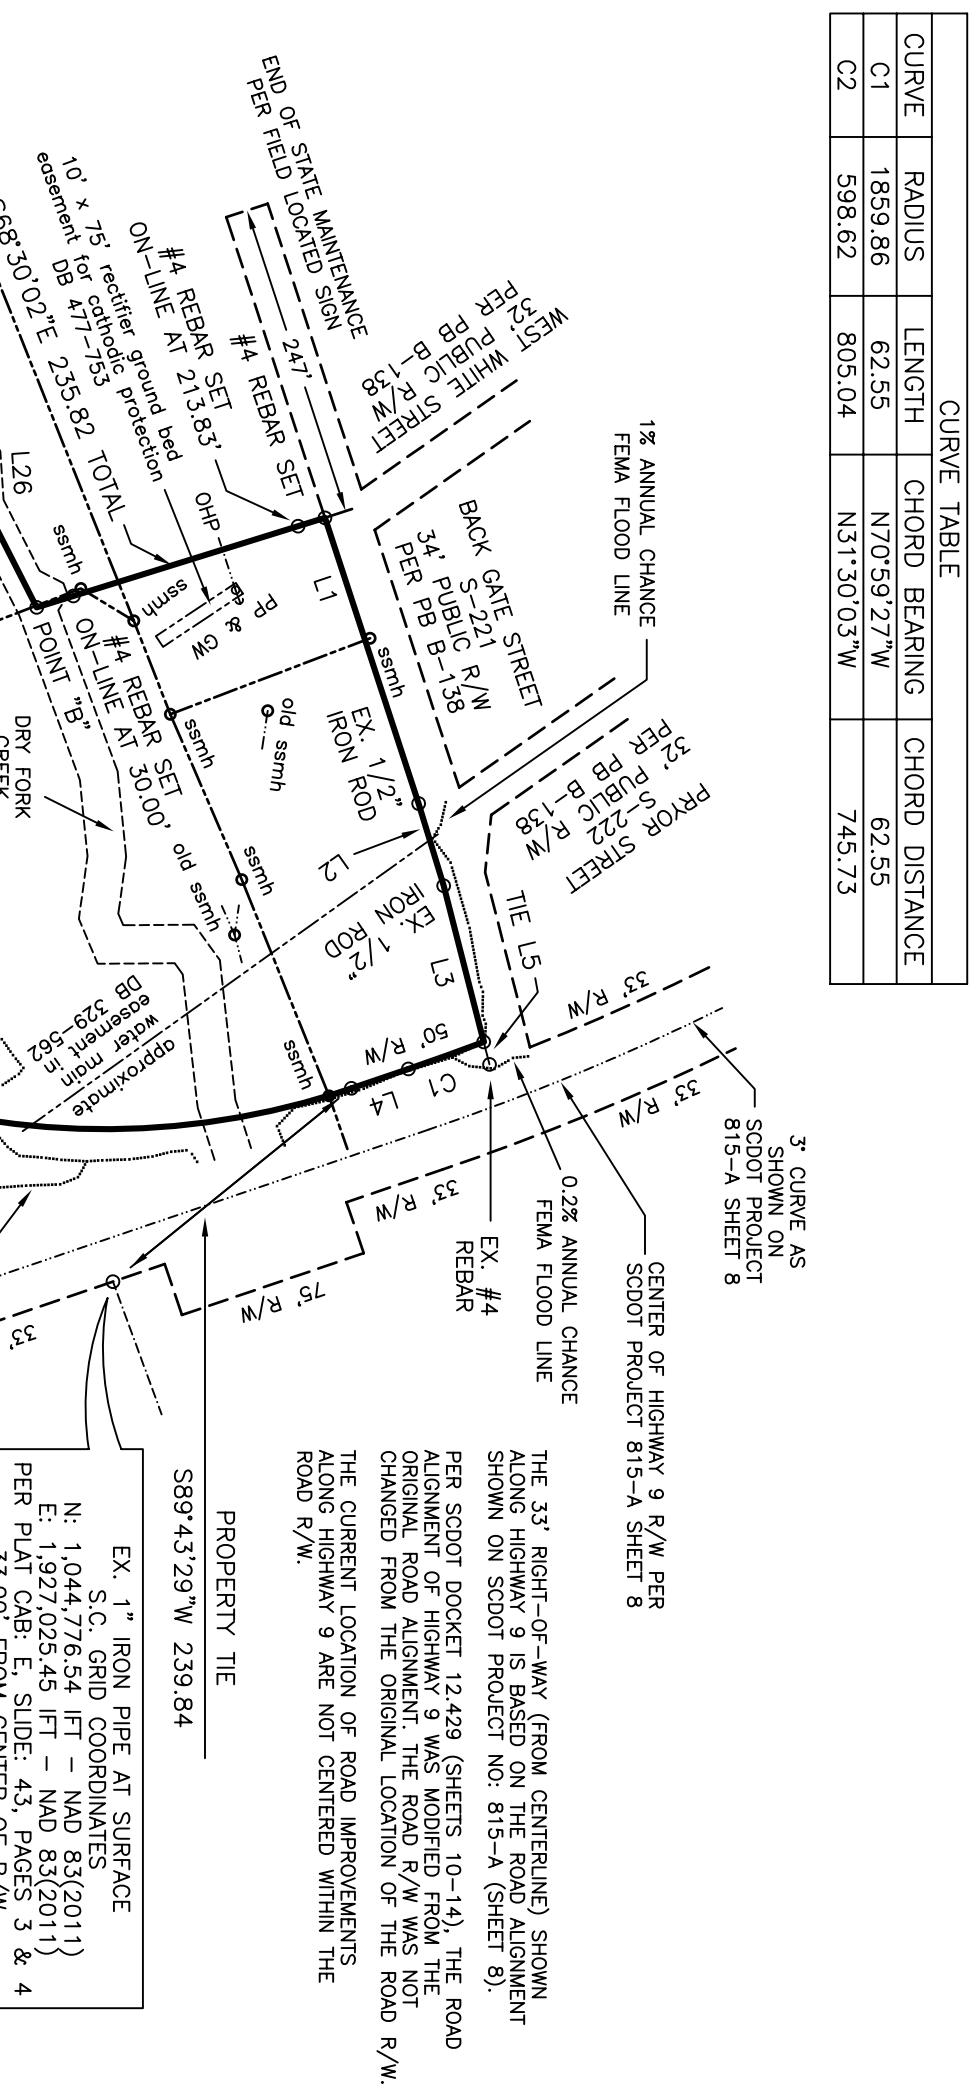 CURVE TABLE
CURVE RADIUS LENGTH CHORD BEARING CHORD DISTANCE
C1 1859.86 62.55 N70°59'27"W 62.55
C2 598.62 805.04 N31°30'03"W 745.73
3° CURVE AS
SHOWN ON
SCDOT PROJECT
815-A SHEET 8
CENTER OF HIGHWAY 9 R/W PER
SCDOT PROJECT 815-A SHEET 8
1% ANNUAL CHANCE
FEMA FLOOD LINE
0.2% ANNUAL CHANCE
FEMA FLOOD LINE
EX. #4
REBAR
WEST WHITE STREET
32' PUBLIC R/W
PER PB B-138
BACK GATE STREET
S-221
34' PUBLIC R/W
PER PB B-138
PRYOR STREET
S-222
32' PUBLIC R/W
PER PB B-138
TIE L5
33' R/W
33' R/W
33' R/W
75' R/W
33'
END OF STATE MAINTENANCE
PER FIELD LOCATED SIGN
247'
#4 REBAR SET
#4 REBAR SET
ON-LINE AT 213.83'
10' x 75' rectifier ground bed
easement for cathodic protection
DB 477-753
S68°30'02"E 235.82 TOTAL
L26
ssmh
ssmh
OHP
PP & GW
L1
ssmh
EX. 1/2"
IRON ROD
L2
EX. 1/2"
IRON ROD
L3
50' R/W
C1
L4
old ssmh
ssmh
ssmh
old ssmh
ssmh
#4 REBAR SET
ON-LINE AT 30.00'
POINT "B"
DRY FORK
CREEK
approximate
water main
easement in
DB 329-562
THE 33' RIGHT-OF-WAY (FROM CENTERLINE) SHOWN
ALONG HIGHWAY 9 IS BASED ON THE ROAD ALIGNMENT
SHOWN ON SCDOT PROJECT NO: 815-A (SHEET 8).
PER SCDOT DOCKET 12.429 (SHEETS 10-14), THE ROAD
ALIGNMENT OF HIGHWAY 9 WAS MODIFIED FROM THE
ORIGINAL ROAD ALIGNMENT. THE ROAD R/W WAS NOT
CHANGED FROM THE ORIGINAL LOCATION OF THE ROAD R/W.
THE CURRENT LOCATION OF ROAD IMPROVEMENTS
ALONG HIGHWAY 9 ARE NOT CENTERED WITHIN THE
ROAD R/W.
PROPERTY TIE
S89°43'29"W 239.84
EX. 1" IRON PIPE AT SURFACE
S.C. GRID COORDINATES
N: 1,044,776.54 IFT - NAD 83(2011)
E: 1,927,025.45 IFT - NAD 83(2011)
PER PLAT CAB: E, SLIDE: 43, PAGES 3 & 4
33.00' FROM CENTER OF R/W